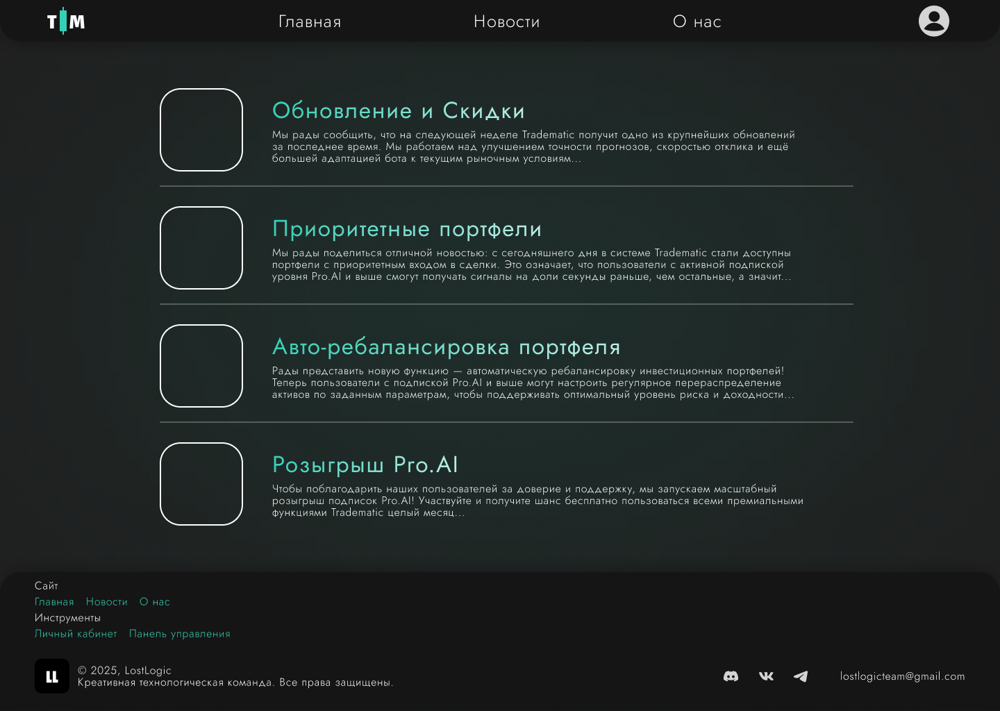 TM
Главная
Новости
О нас
Обновление и Скидки
Мы рады сообщить, что на следующей неделе Tradematic получит одно из крупнейших обновлений
за последнее время. Мы работаем над улучшением точности прогнозов, скоростью отклика и ещё
большей адаптацией бота к текущим рыночным условиям...
Приоритетные портфели
Мы рады поделиться отличной новостью: с сегодняшнего дня в системе Tradematic стали доступны
портфели с приоритетным входом в сделки. Это означает, что пользователи с активной подпиской
уровня Pro.AI и выше смогут получать сигналы на доли секунды раньше, чем остальные, а значит...
Авто-ребалансировка портфеля
Рады представить новую функцию — автоматическую ребалансировку инвестиционных портфелей!
Теперь пользователи с подпиской Pro.AI и выше могут настроить регулярное перераспределение
активов по заданным параметрам, чтобы поддерживать оптимальный уровень риска и доходности...
Розыгрыш Pro.AI
Чтобы поблагодарить наших пользователей за доверие и поддержку, мы запускаем масштабный
розыгрыш подписок Pro.AI! Участвуйте и получите шанс бесплатно пользоваться всеми премиальными
функциями Tradematic целый месяц...
Сайт
Главная Новости О нас
Инструменты
Личный кабинет Панель управления
LL
© 2025, LostLogic
Креативная технологическая команда. Все права защищены.
lostlogicteam@gmail.com